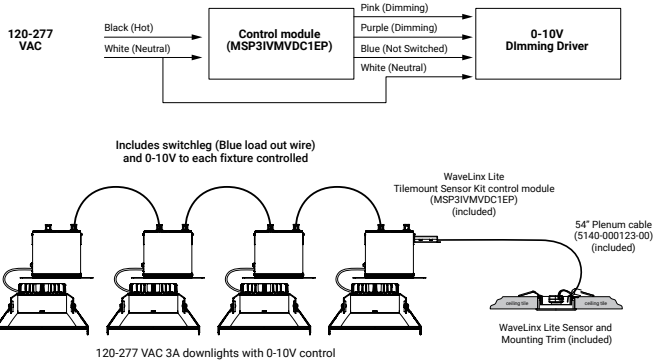 120-277
VAC
Black (Hot)
White (Neutral)
Control module
(MSP3IVMVDC1EP)
Pink (Dimming)
Purple (Dimming)
Blue (Not Switched)
White (Neutral)
0-10V
DImming Driver
Includes switchleg (Blue load out wire)
and 0-10V to each fixture controlled
WaveLinx Lite
Tilemount Sensor Kit control module
(MSP3IVMVDC1EP)
(included)
54” Plenum cable
(5140-000123-00)
(included)
ceiling tile
ceiling tile
WaveLinx Lite Sensor and
Mounting Trim (included)
120-277 VAC 3A downlights with 0-10V control